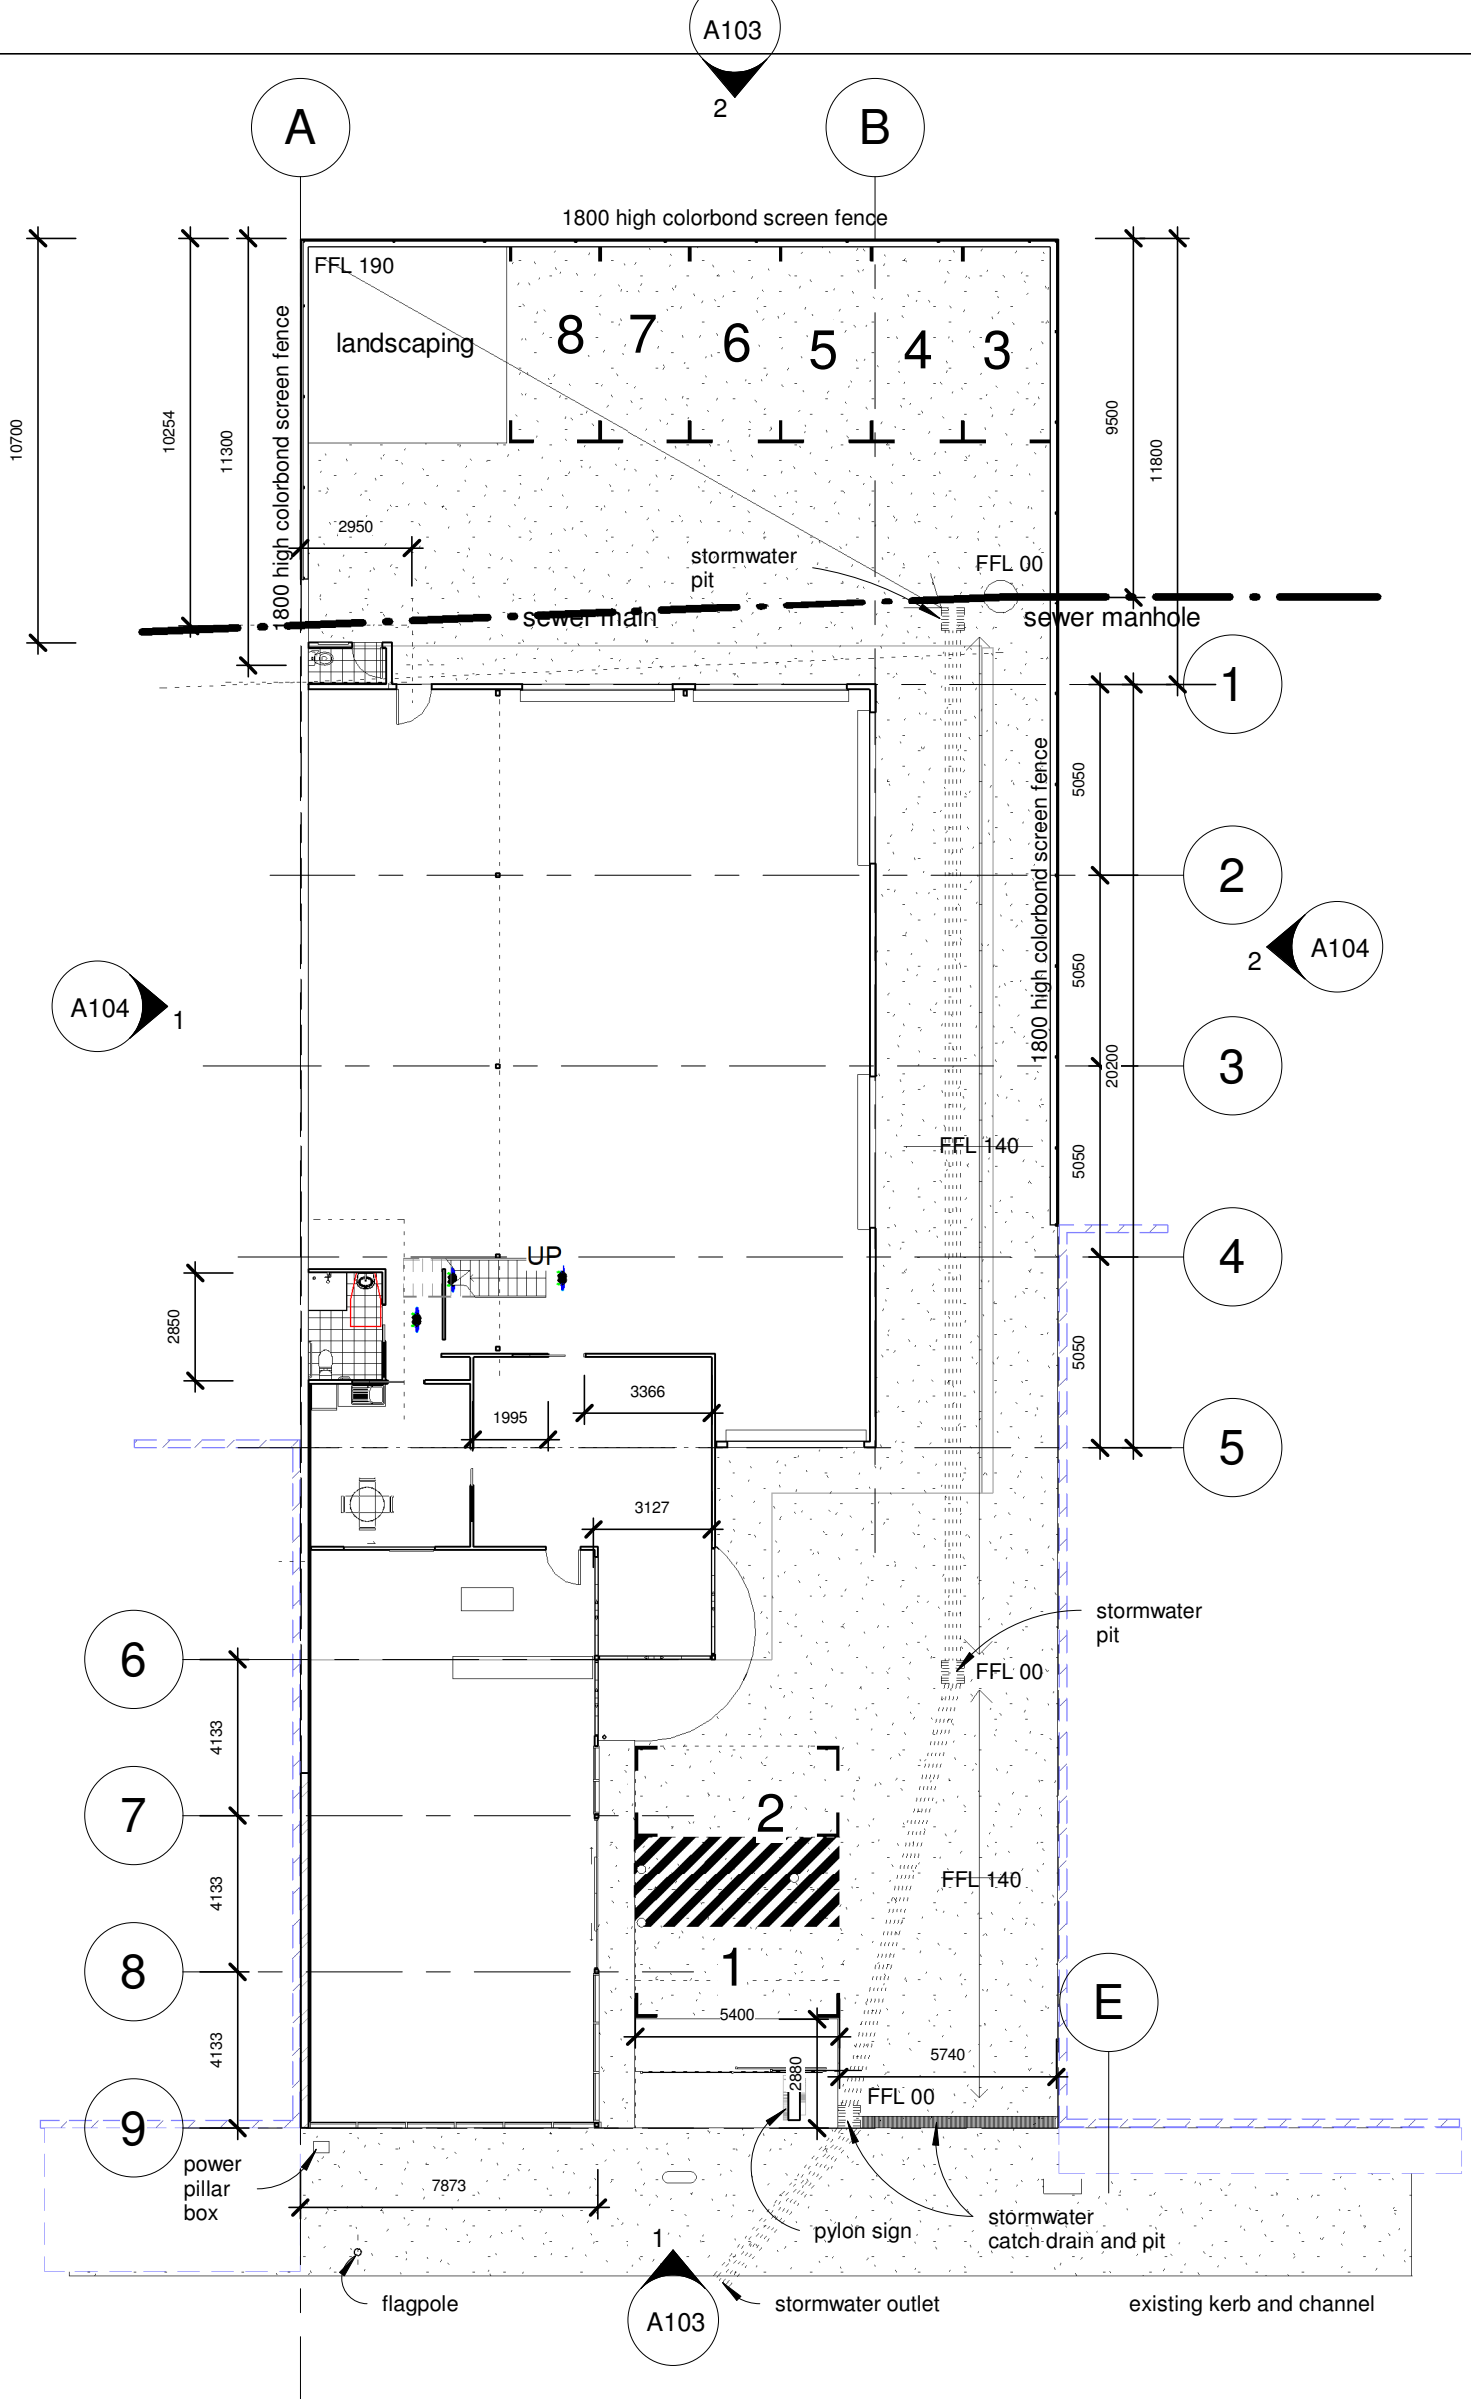 A103
2
A
B
1800 high colorbond screen fence
FFL 190
landscaping
8
7
6
5
4
3
1800 high colorbond screen fence
10700
10254
11300
9500
11800
2950
stormwater
pit
FFL 00
sewer main
sewer manhole
1
5050
1800 high colorbond screen fence
2
5050
A104
1
2
A104
3
20200
FFL 140
5050
UP
4
2850
5050
3366
1995
5
3127
stormwater
pit
FFL 00
6
4133
7
2
4133
FFL 140
8
1
E
4133
5400
5740
2880
FFL 00
9
power
pillar
box
7873
1
pylon sign
stormwater
catch drain and pit
flagpole
A103
stormwater outlet
existing kerb and channel